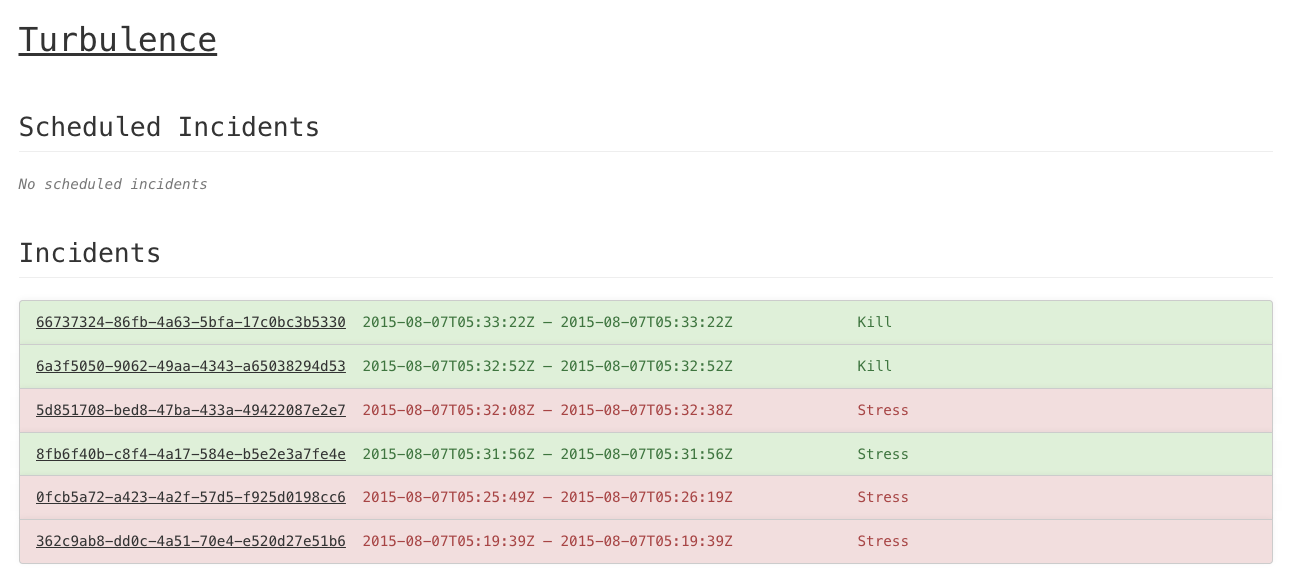 Turbulence
Scheduled Incidents
No scheduled incidents
Incidents
66737324-86fb-4a63-5bfa-17c0bc3b5330 2015-08-07T05:33:22Z — 2015-08-07T05:33:22Z Kill
6a3f5050-9062-49aa-4343-a65038294d53 2015-08-07T05:32:52Z — 2015-08-07T05:32:52Z Kill
5d851708-bed8-47ba-433a-49422087e2e7 2015-08-07T05:32:08Z — 2015-08-07T05:32:38Z Stress
8fb6f40b-c8f4-4a17-584e-b5e2e3a7fe4e 2015-08-07T05:31:56Z — 2015-08-07T05:31:56Z Stress
0fcb5a72-a423-4a2f-57d5-f925d0198cc6 2015-08-07T05:25:49Z — 2015-08-07T05:26:19Z Stress
362c9ab8-dd0c-4a51-70e4-e520d27e51b6 2015-08-07T05:19:39Z — 2015-08-07T05:19:39Z Stress